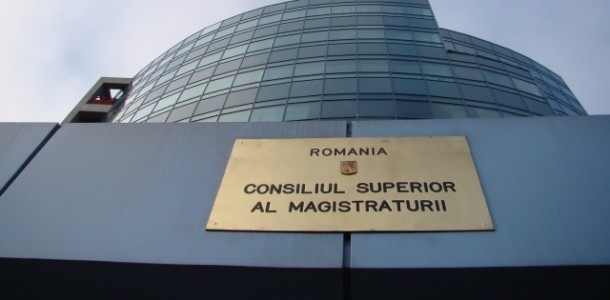 ROMANIA
CONSILIUL SUPERIOR
AL MAGISTRATURII